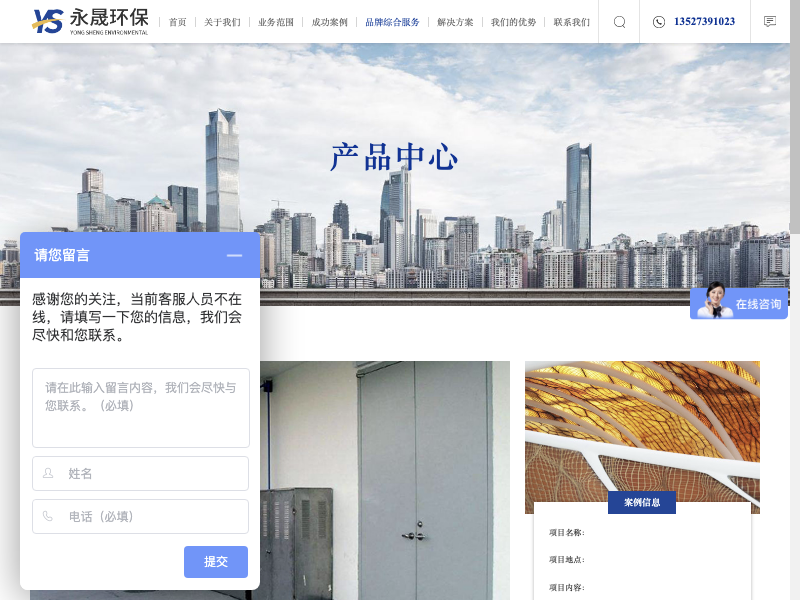 YS 永晟环保
YONG SHENG ENVIRONMENTAL
首页 关于我们 业务范围 成功案例 品牌综合服务 解决方案 我们的优势 联系我们 13527391023
产品中心
请您留言
感谢您的关注，当前客服人员不在
线，请填写一下您的信息，我们会
尽快和您联系。
请在此输入留言内容，我们会尽快与
您联系。（必填）
姓名
电话（必填）
提交
在线咨询
案例信息
项目名称：
项目地点：
项目内容：